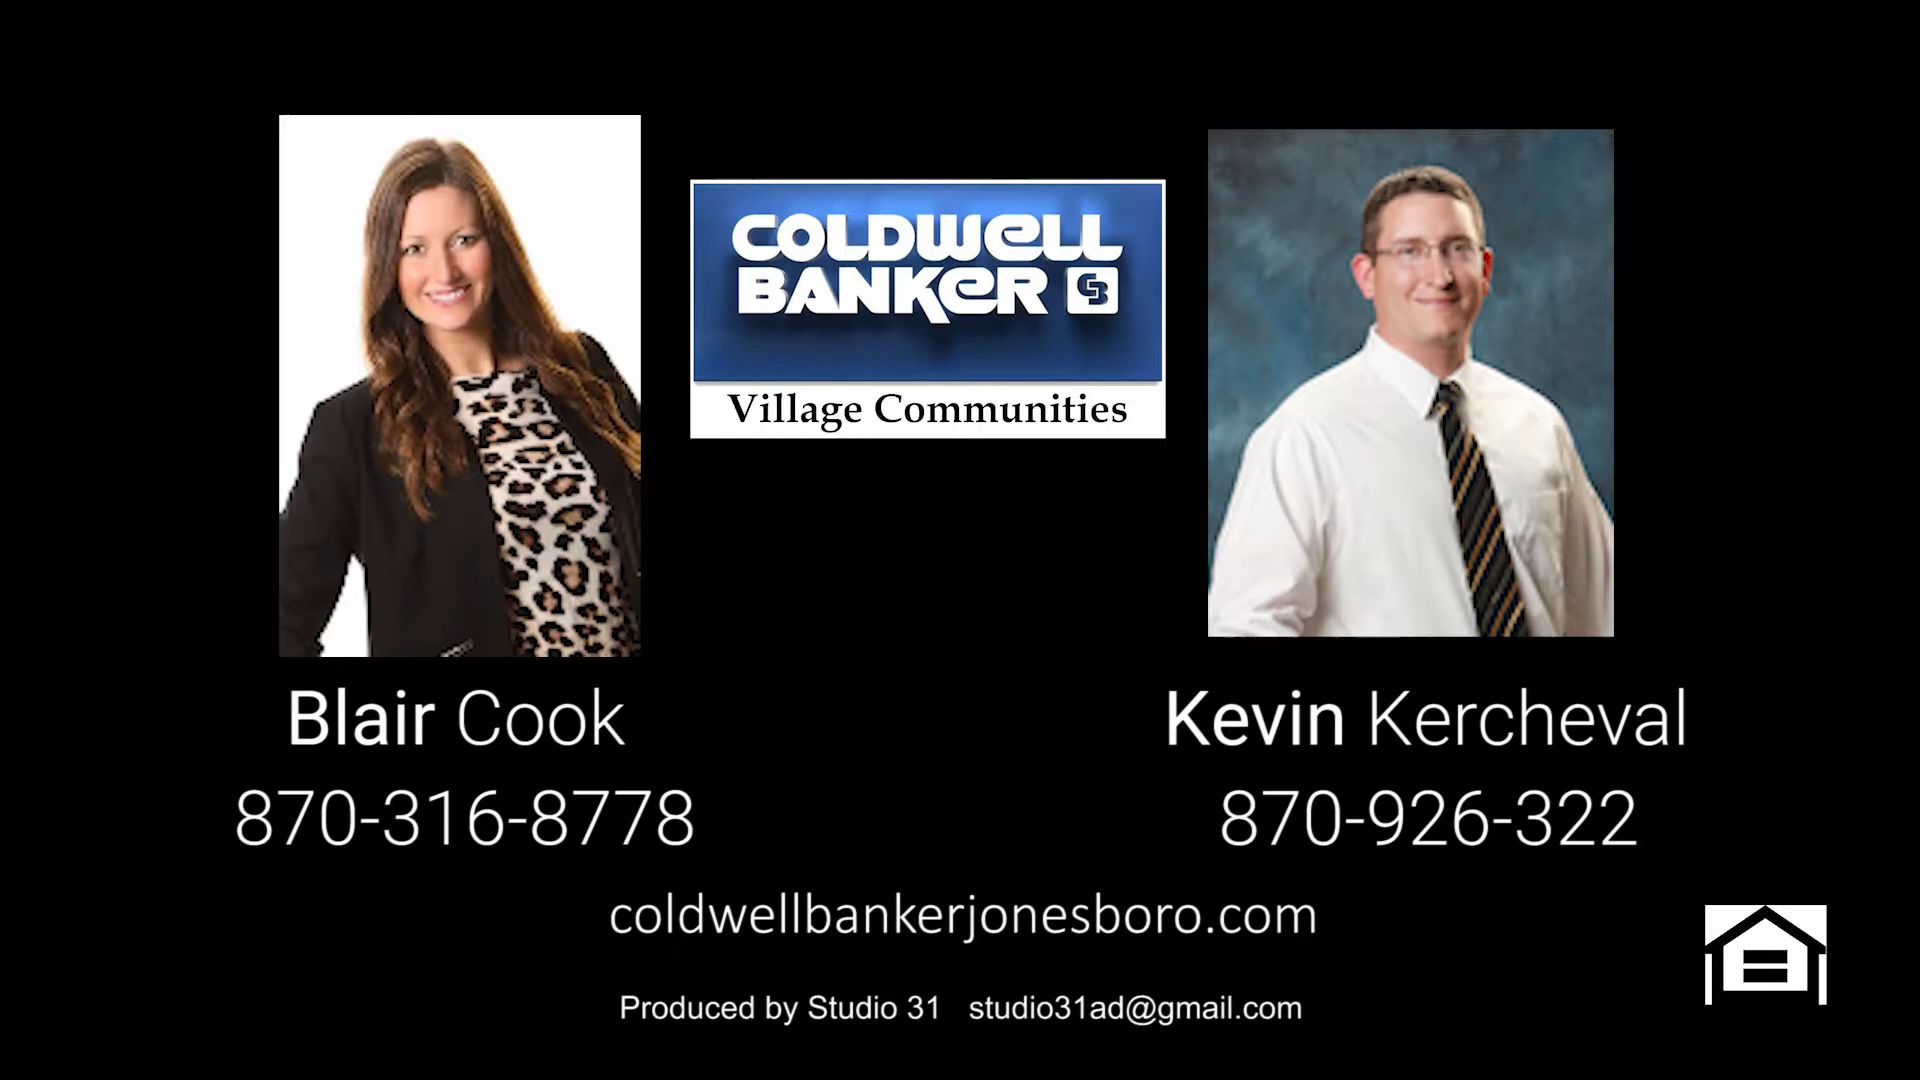 COLDWELL
BANKER CB
Village Communities
Blair Cook
870-316-8778
Kevin Kercheval
870-926-322
coldwellbankerjonesboro.com
Produced by Studio 31 studio31ad@gmail.com